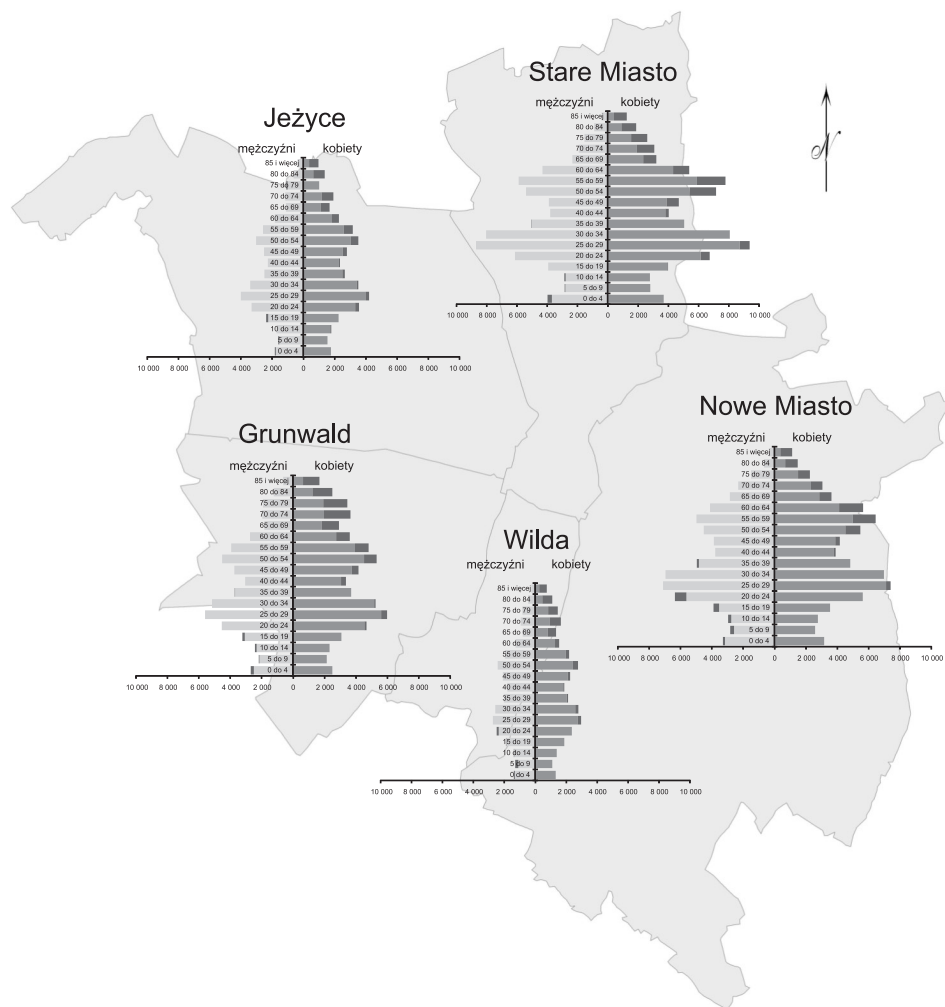 Stare Miasto
mężczyźni kobiety
85 i więcej
80 do 84
75 do 79
70 do 74
65 do 69
60 do 64
55 do 59
50 do 54
45 do 49
40 do 44
35 do 39
30 do 34
25 do 29
20 do 24
15 do 19
10 do 14
5 do 9
0 do 4
10 000 8 000 6 000 4 000 2 000 0 2 000 4 000 6 000 8 000 10 000
N
Jeżyce
mężczyźni kobiety
85 i więcej
80 do 84
75 do 79
70 do 74
65 do 69
60 do 64
55 do 59
50 do 54
45 do 49
40 do 44
35 do 39
30 do 34
25 do 29
20 do 24
15 do 19
10 do 14
5 do 9
0 do 4
10 000 8 000 6 000 4 000 2 000 0 2 000 4 000 6 000 8 000 10 000
Nowe Miasto
mężczyźni kobiety
85 i więcej
80 do 84
75 do 79
70 do 74
65 do 69
60 do 64
55 do 59
50 do 54
45 do 49
40 do 44
35 do 39
30 do 34
25 do 29
20 do 24
15 do 19
10 do 14
5 do 9
0 do 4
10 000 8 000 6 000 4 000 2 000 0 2 000 4 000 6 000 8 000 10 000
Grunwald
mężczyźni kobiety
85 i więcej
80 do 84
75 do 79
70 do 74
65 do 69
60 do 64
55 do 59
50 do 54
45 do 49
40 do 44
35 do 39
30 do 34
25 do 29
20 do 24
15 do 19
10 do 14
5 do 9
0 do 4
10 000 8 000 6 000 4 000 2 000 0 2 000 4 000 6 000 8 000 10 000
Wilda
mężczyźni kobiety
85 i więcej
80 do 84
75 do 79
70 do 74
65 do 69
60 do 64
55 do 59
50 do 54
45 do 49
40 do 44
35 do 39
30 do 34
25 do 29
20 do 24
15 do 19
10 do 14
5 do 9
0 do 4
10 000 8 000 6 000 4 000 2 000 0 2 000 4 000 6 000 8 000 10 000